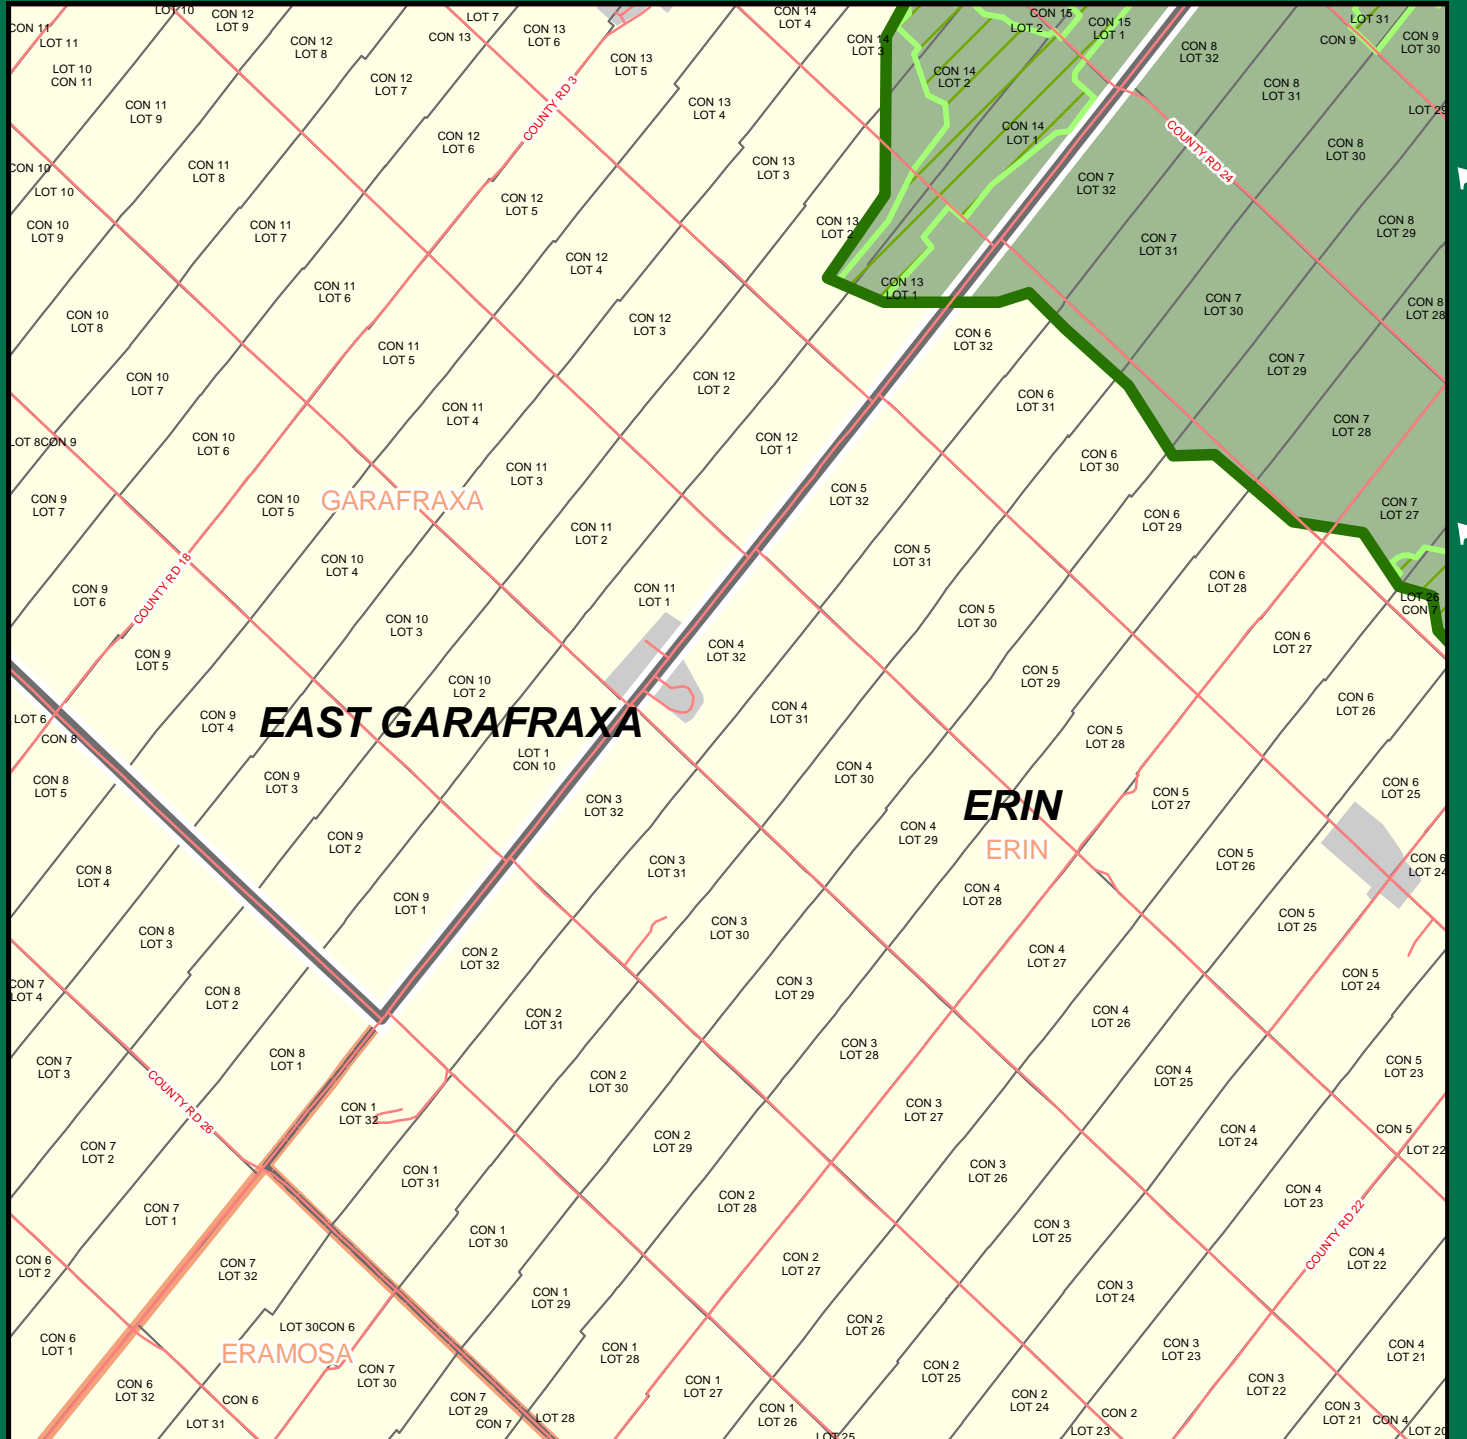 LOT 10
CON 12
LOT 9
LOT 7
CON 13
LOT 6
CON 14
LOT 4
CON 15
LOT 2
CON 15
LOT 1
LOT 31
CON 9
CON 9
LOT 30
CON 11
LOT 11
LOT 10
CON 11
CON 12
LOT 8
CON 13
CON 14
LOT 3
CON 8
LOT 32
CON 12
LOT 7
CON 13
LOT 5
CON 14
LOT 2
CON 8
LOT 31
CON 11
LOT 9
COUNTY RD 3
CON 13
LOT 4
LOT 29
CON 12
LOT 6
CON 14
LOT 1
COUNTY RD 24
CON 8
LOT 30
CON 10
LOT 10
CON 11
LOT 8
CON 13
LOT 3
CON 7
LOT 32
CON 12
LOT 5
CON 10
LOT 9
CON 11
LOT 7
CON 13
LOT 2
CON 7
LOT 31
CON 8
LOT 29
CON 12
LOT 4
CON 11
LOT 6
CON 13
LOT 1
CON 7
LOT 30
CON 8
LOT 28
CON 10
LOT 8
CON 12
LOT 3
CON 6
LOT 32
CON 11
LOT 5
CON 7
LOT 29
CON 10
LOT 7
CON 12
LOT 2
CON 6
LOT 31
CON 11
LOT 4
CON 7
LOT 28
LOT 8CON 9
CON 10
LOT 6
CON 12
LOT 1
CON 6
LOT 30
CON 11
LOT 3
CON 9
LOT 7
CON 10
LOT 5
GARAFRAXA
CON 5
LOT 32
CON 6
LOT 29
CON 7
LOT 27
CON 11
LOT 2
CON 5
LOT 31
CON 10
LOT 4
COUNTY RD 18
CON 9
LOT 6
CON 11
LOT 1
CON 6
LOT 28
LOT 26
CON 7
CON 10
LOT 3
CON 5
LOT 30
CON 9
LOT 5
CON 4
LOT 32
CON 6
LOT 27
CON 10
LOT 2
CON 5
LOT 29
CON 6
LOT 26
LOT 6
CON 8
CON 9
LOT 4
EAST GARAFRAXA
CON 4
LOT 31
CON 5
LOT 28
LOT 1
CON 10
CON 8
LOT 5
CON 9
LOT 3
CON 4
LOT 30
CON 6
LOT 25
CON 3
LOT 32
ERIN
CON 5
LOT 27
CON 9
LOT 2
CON 4
LOT 29
ERIN
CON 5
LOT 26
CON 6
LOT 24
CON 8
LOT 4
CON 3
LOT 31
CON 4
LOT 28
CON 9
LOT 1
CON 5
LOT 25
CON 8
LOT 3
CON 3
LOT 30
CON 2
LOT 32
CON 4
LOT 27
CON 7
LOT 4
CON 8
LOT 2
CON 3
LOT 29
CON 5
LOT 24
CON 2
LOT 31
CON 4
LOT 26
CON 7
LOT 3
CON 8
LOT 1
CON 3
LOT 28
CON 5
LOT 23
COUNTY RD 26
CON 2
LOT 30
CON 4
LOT 25
CON 1
LOT 32
CON 3
LOT 27
CON 7
LOT 2
CON 2
LOT 29
CON 4
LOT 24
CON 5
LOT 22
CON 1
LOT 31
CON 3
LOT 26
CON 7
LOT 1
CON 2
LOT 28
CON 4
LOT 23
COUNTY RD 22
CON 1
LOT 30
CON 3
LOT 25
CON 6
LOT 2
CON 7
LOT 32
CON 2
LOT 27
CON 4
LOT 22
CON 1
LOT 29
CON 3
LOT 24
LOT 30CON 6
CON 6
LOT 1
CON 2
LOT 26
ERAMOSA
CON 1
LOT 28
CON 3
LOT 23
CON 4
LOT 21
CON 7
LOT 30
CON 2
LOT 25
CON 6
LOT 32
CON 6
LOT 31
CON 1
LOT 27
CON 3
LOT 22
CON 7
LOT 29
CON 7
LOT 28
CON 1
LOT 26
CON 2
LOT 24
CON 2
LOT 23
CON 3
LOT 21
CON 4
LOT 20
LOT 25